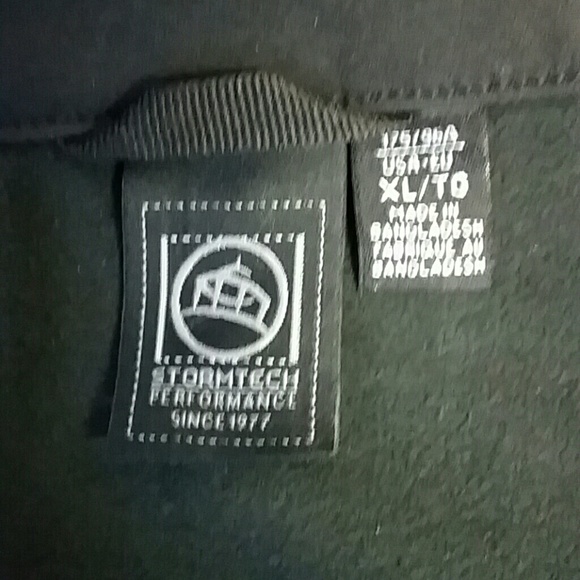 STORMTECH
PERFORMANCE
SINCE 1977
USA·EU
XL/TG
MADE IN
BANGLADESH
FABRIQUE AU
BANGLADESH